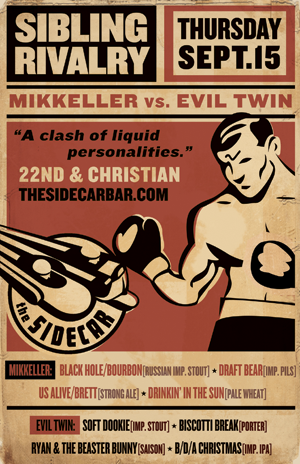 SIBLING
RIVALRY
THURSDAY
SEPT.15
MIKKELLER vs. EVIL TWIN
"A clash of liquid
personalities."
22ND & CHRISTIAN
THESIDECARBAR.COM
the SIDECAR
MIKKELLER: BLACK HOLE/BOURBON[RUSSIAN IMP. STOUT] ★ DRAFT BEAR[IMP. PILS]
US ALIVE/BRETT[STRONG ALE] ★ DRINKIN' IN THE SUN[PALE WHEAT]
EVIL TWIN: SOFT DOOKIE[IMP. STOUT] ★ BISCOTTI BREAK[PORTER]
RYAN & THE BEASTER BUNNY[SAISON] ★ B/D/A CHRISTMAS[IMP. IPA]